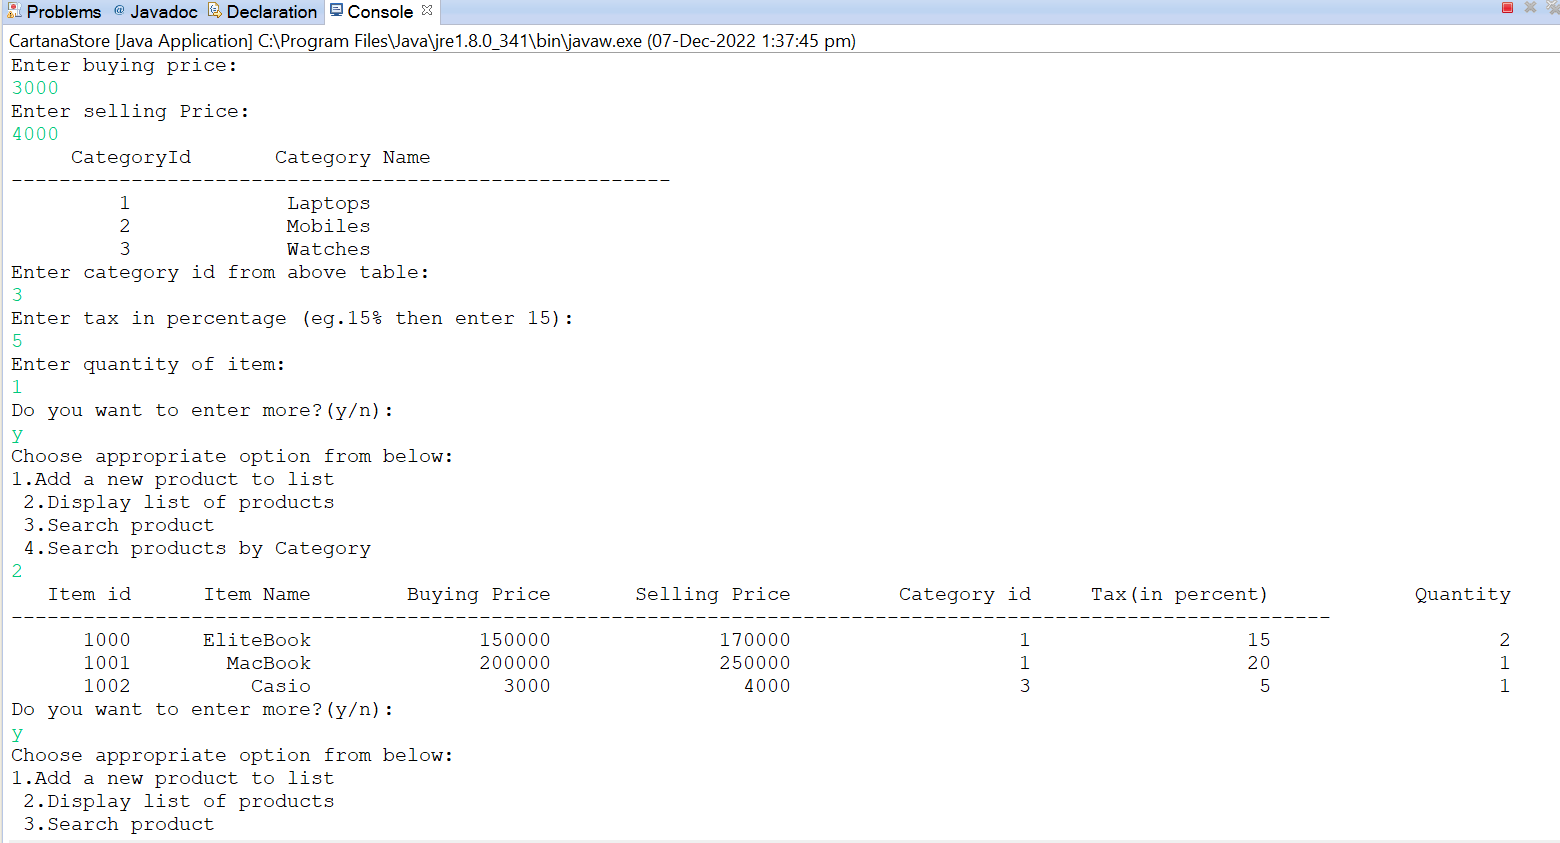 Problems @ Javadoc Declaration Console
CartanaStore [Java Application] C:\Program Files\Java\jre1.8.0_341\bin\javaw.exe (07-Dec-2022 1:37:45 pm)
Enter buying price:
3000
Enter selling Price:
4000
CategoryId Category Name
-------------------------------------------------------
1 Laptops
2 Mobiles
3 Watches
Enter category id from above table:
3
Enter tax in percentage (eg.15% then enter 15):
5
Enter quantity of item:
1
Do you want to enter more?(y/n):
y
Choose appropriate option from below:
1.Add a new product to list
2.Display list of products
3.Search product
4.Search products by Category
2
Item id Item Name Buying Price Selling Price Category id Tax(in percent) Quantity
--------------------------------------------------------------------------------------------------------------
1000 EliteBook 150000 170000 1 15 2
1001 MacBook 200000 250000 1 20 1
1002 Casio 3000 4000 3 5 1
Do you want to enter more?(y/n):
y
Choose appropriate option from below:
1.Add a new product to list
2.Display list of products
3.Search product